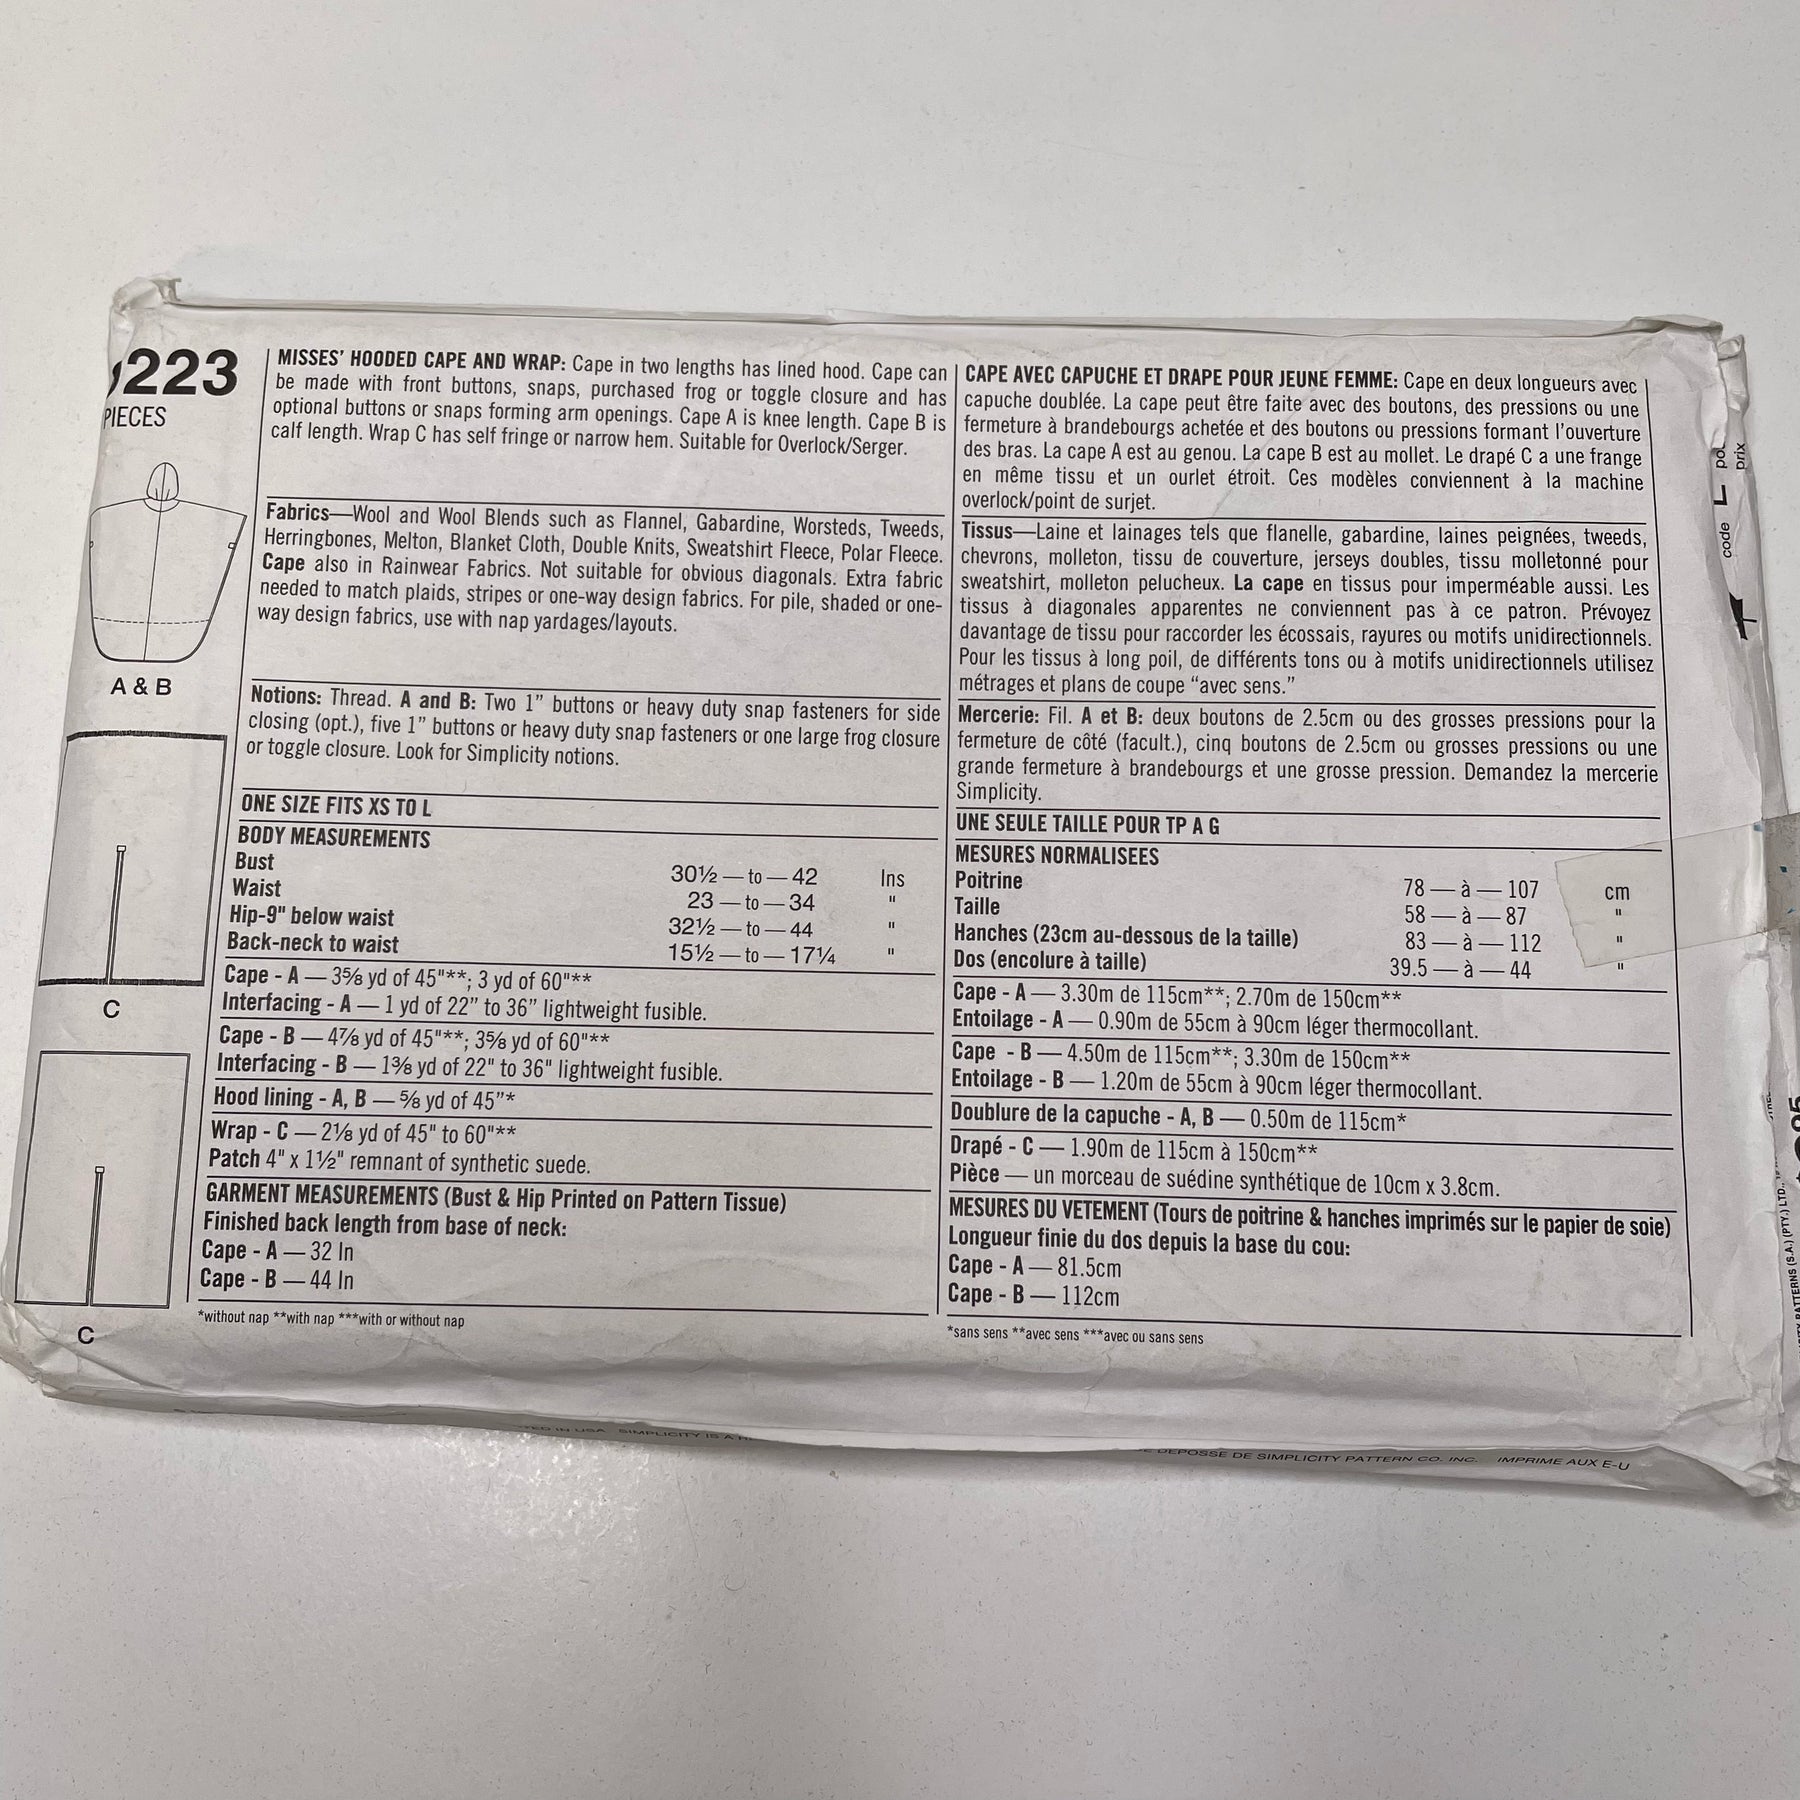 223
PIECES
A & B
C
C
MISSES' HOODED CAPE AND WRAP: Cape in two lengths has lined hood. Cape can
be made with front buttons, snaps, purchased frog or toggle closure and has
optional buttons or snaps forming arm openings. Cape A is knee length. Cape B is
calf length. Wrap C has self fringe or narrow hem. Suitable for Overlock/Serger.
Fabrics—Wool and Wool Blends such as Flannel, Gabardine, Worsteds, Tweeds,
Herringbones, Melton, Blanket Cloth, Double Knits, Sweatshirt Fleece, Polar Fleece.
Cape also in Rainwear Fabrics. Not suitable for obvious diagonals. Extra fabric
needed to match plaids, stripes or one-way design fabrics. For pile, shaded or one-
way design fabrics, use with nap yardages/layouts.
Notions: Thread. A and B: Two 1" buttons or heavy duty snap fasteners for side
closing (opt.), five 1" buttons or heavy duty snap fasteners or one large frog closure
or toggle closure. Look for Simplicity notions.
ONE SIZE FITS XS TO L
BODY MEASUREMENTS
Bust 30½ — to — 42 Ins
Waist 23 — to — 34 "
Hip-9" below waist 32½ — to — 44 "
Back-neck to waist 15½ — to — 17¼ "
Cape - A — 3⅝ yd of 45"**; 3 yd of 60"**
Interfacing - A — 1 yd of 22" to 36" lightweight fusible.
Cape - B — 4⅞ yd of 45"**; 3⅝ yd of 60"**
Interfacing - B — 1⅜ yd of 22" to 36" lightweight fusible.
Hood lining - A, B — ⅝ yd of 45"*
Wrap - C — 2⅛ yd of 45" to 60"**
Patch 4" x 1½" remnant of synthetic suede.
GARMENT MEASUREMENTS (Bust & Hip Printed on Pattern Tissue)
Finished back length from base of neck:
Cape - A — 32 In
Cape - B — 44 In
*without nap **with nap ***with or without nap
CAPE AVEC CAPUCHE ET DRAPE POUR JEUNE FEMME: Cape en deux longueurs avec
capuche doublée. La cape peut être faite avec des boutons, des pressions ou une
fermeture à brandebourgs achetée et des boutons ou pressions formant l'ouverture
des bras. La cape A est au genou. La cape B est au mollet. Le drapé C a une frange
en même tissu et un ourlet étroit. Ces modèles conviennent à la machine
overlock/point de surjet.
Tissus—Laine et lainages tels que flanelle, gabardine, laines peignées, tweeds,
chevrons, molleton, tissu de couverture, jerseys doubles, tissu molletonné pour
sweatshirt, molleton pelucheux. La cape en tissus pour imperméable aussi. Les
tissus à diagonales apparentes ne conviennent pas à ce patron. Prévoyez
davantage de tissu pour raccorder les écossais, rayures ou motifs unidirectionnels.
Pour les tissus à long poil, de différents tons ou à motifs unidirectionnels utilisez
métrages et plans de coupe "avec sens."
Mercerie: Fil. A et B: deux boutons de 2.5cm ou des grosses pressions pour la
fermeture de côté (facult.), cinq boutons de 2.5cm ou grosses pressions ou une
grande fermeture à brandebourgs et une grosse pression. Demandez la mercerie
Simplicity.
UNE SEULE TAILLE POUR TP A G
MESURES NORMALISEES
Poitrine 78 — à — 107 cm
Taille 58 — à — 87 "
Hanches (23cm au-dessous de la taille) 83 — à — 112 "
Dos (encolure à taille) 39.5 — à — 44 "
Cape - A — 3.30m de 115cm**; 2.70m de 150cm**
Entoilage - A — 0.90m de 55cm à 90cm léger thermocollant.
Cape - B — 4.50m de 115cm**; 3.30m de 150cm**
Entoilage - B — 1.20m de 55cm à 90cm léger thermocollant.
Doublure de la capuche - A, B — 0.50m de 115cm*
Drapé - C — 1.90m de 115cm à 150cm**
Pièce — un morceau de suédine synthétique de 10cm x 3.8cm.
MESURES DU VETEMENT (Tours de poitrine & hanches imprimés sur le papier de soie)
Longueur finie du dos depuis la base du cou:
Cape - A — 81.5cm
Cape - B — 112cm
*sans sens **avec sens ***avec ou sans sens
code L
prix
PATTERNS (S.A.) (PTY.) LTD.
IN USA SIMPLICITY IS A
DEPOSSE DE SIMPLICITY PATTERN CO. INC. IMPRIME AUX E-U